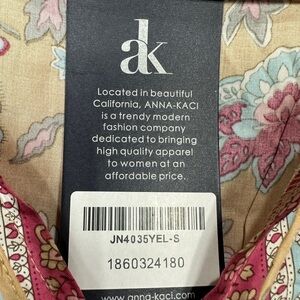 ak
Located in beautiful
California, ANNA-KACI
is a trendy modern
fashion company
dedicated to bringing
high quality apparel
to women at an
affordable price.
JN4035YEL-S
1860324180
www.anna-kaci.com